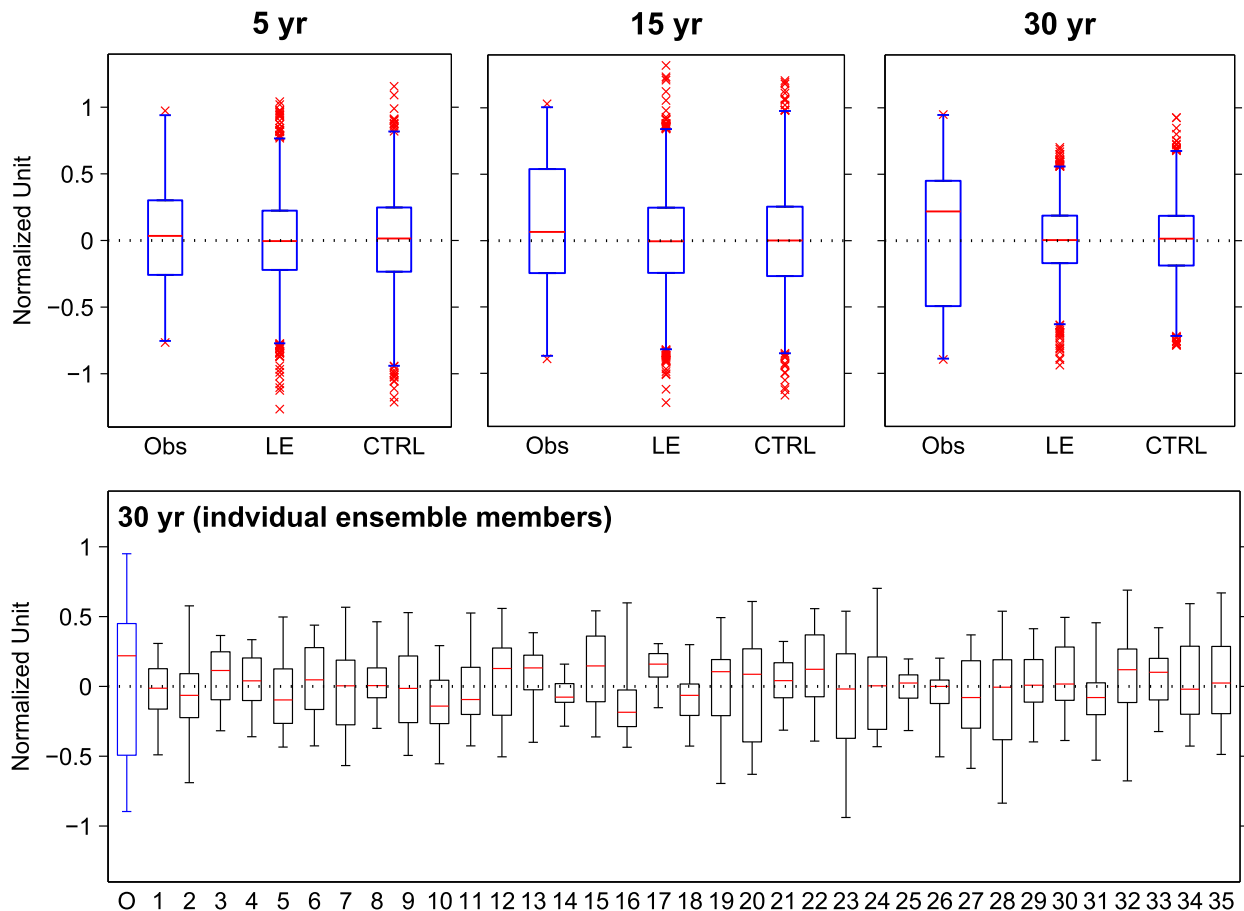 5 yr 15 yr 30 yr
Normalized Unit
1
0.5
0
−0.5
−1
Obs LE CTRL Obs LE CTRL Obs LE CTRL
30 yr (indvidual ensemble members)
Normalized Unit
1
0.5
0
−0.5
−1
O 1 2 3 4 5 6 7 8 9 10 11 12 13 14 15 16 17 18 19 20 21 22 23 24 25 26 27 28 29 30 31 32 33 34 35